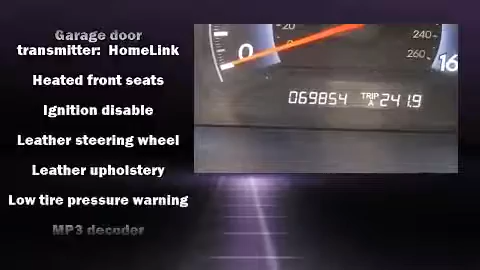 Garage door
transmitter: HomeLink
Heated front seats
Ignition disable
Leather steering wheel
Leather upholstery
Low tire pressure warning
MP3 decoder
0
20
240
260
16
069854 TRIP A 241.9